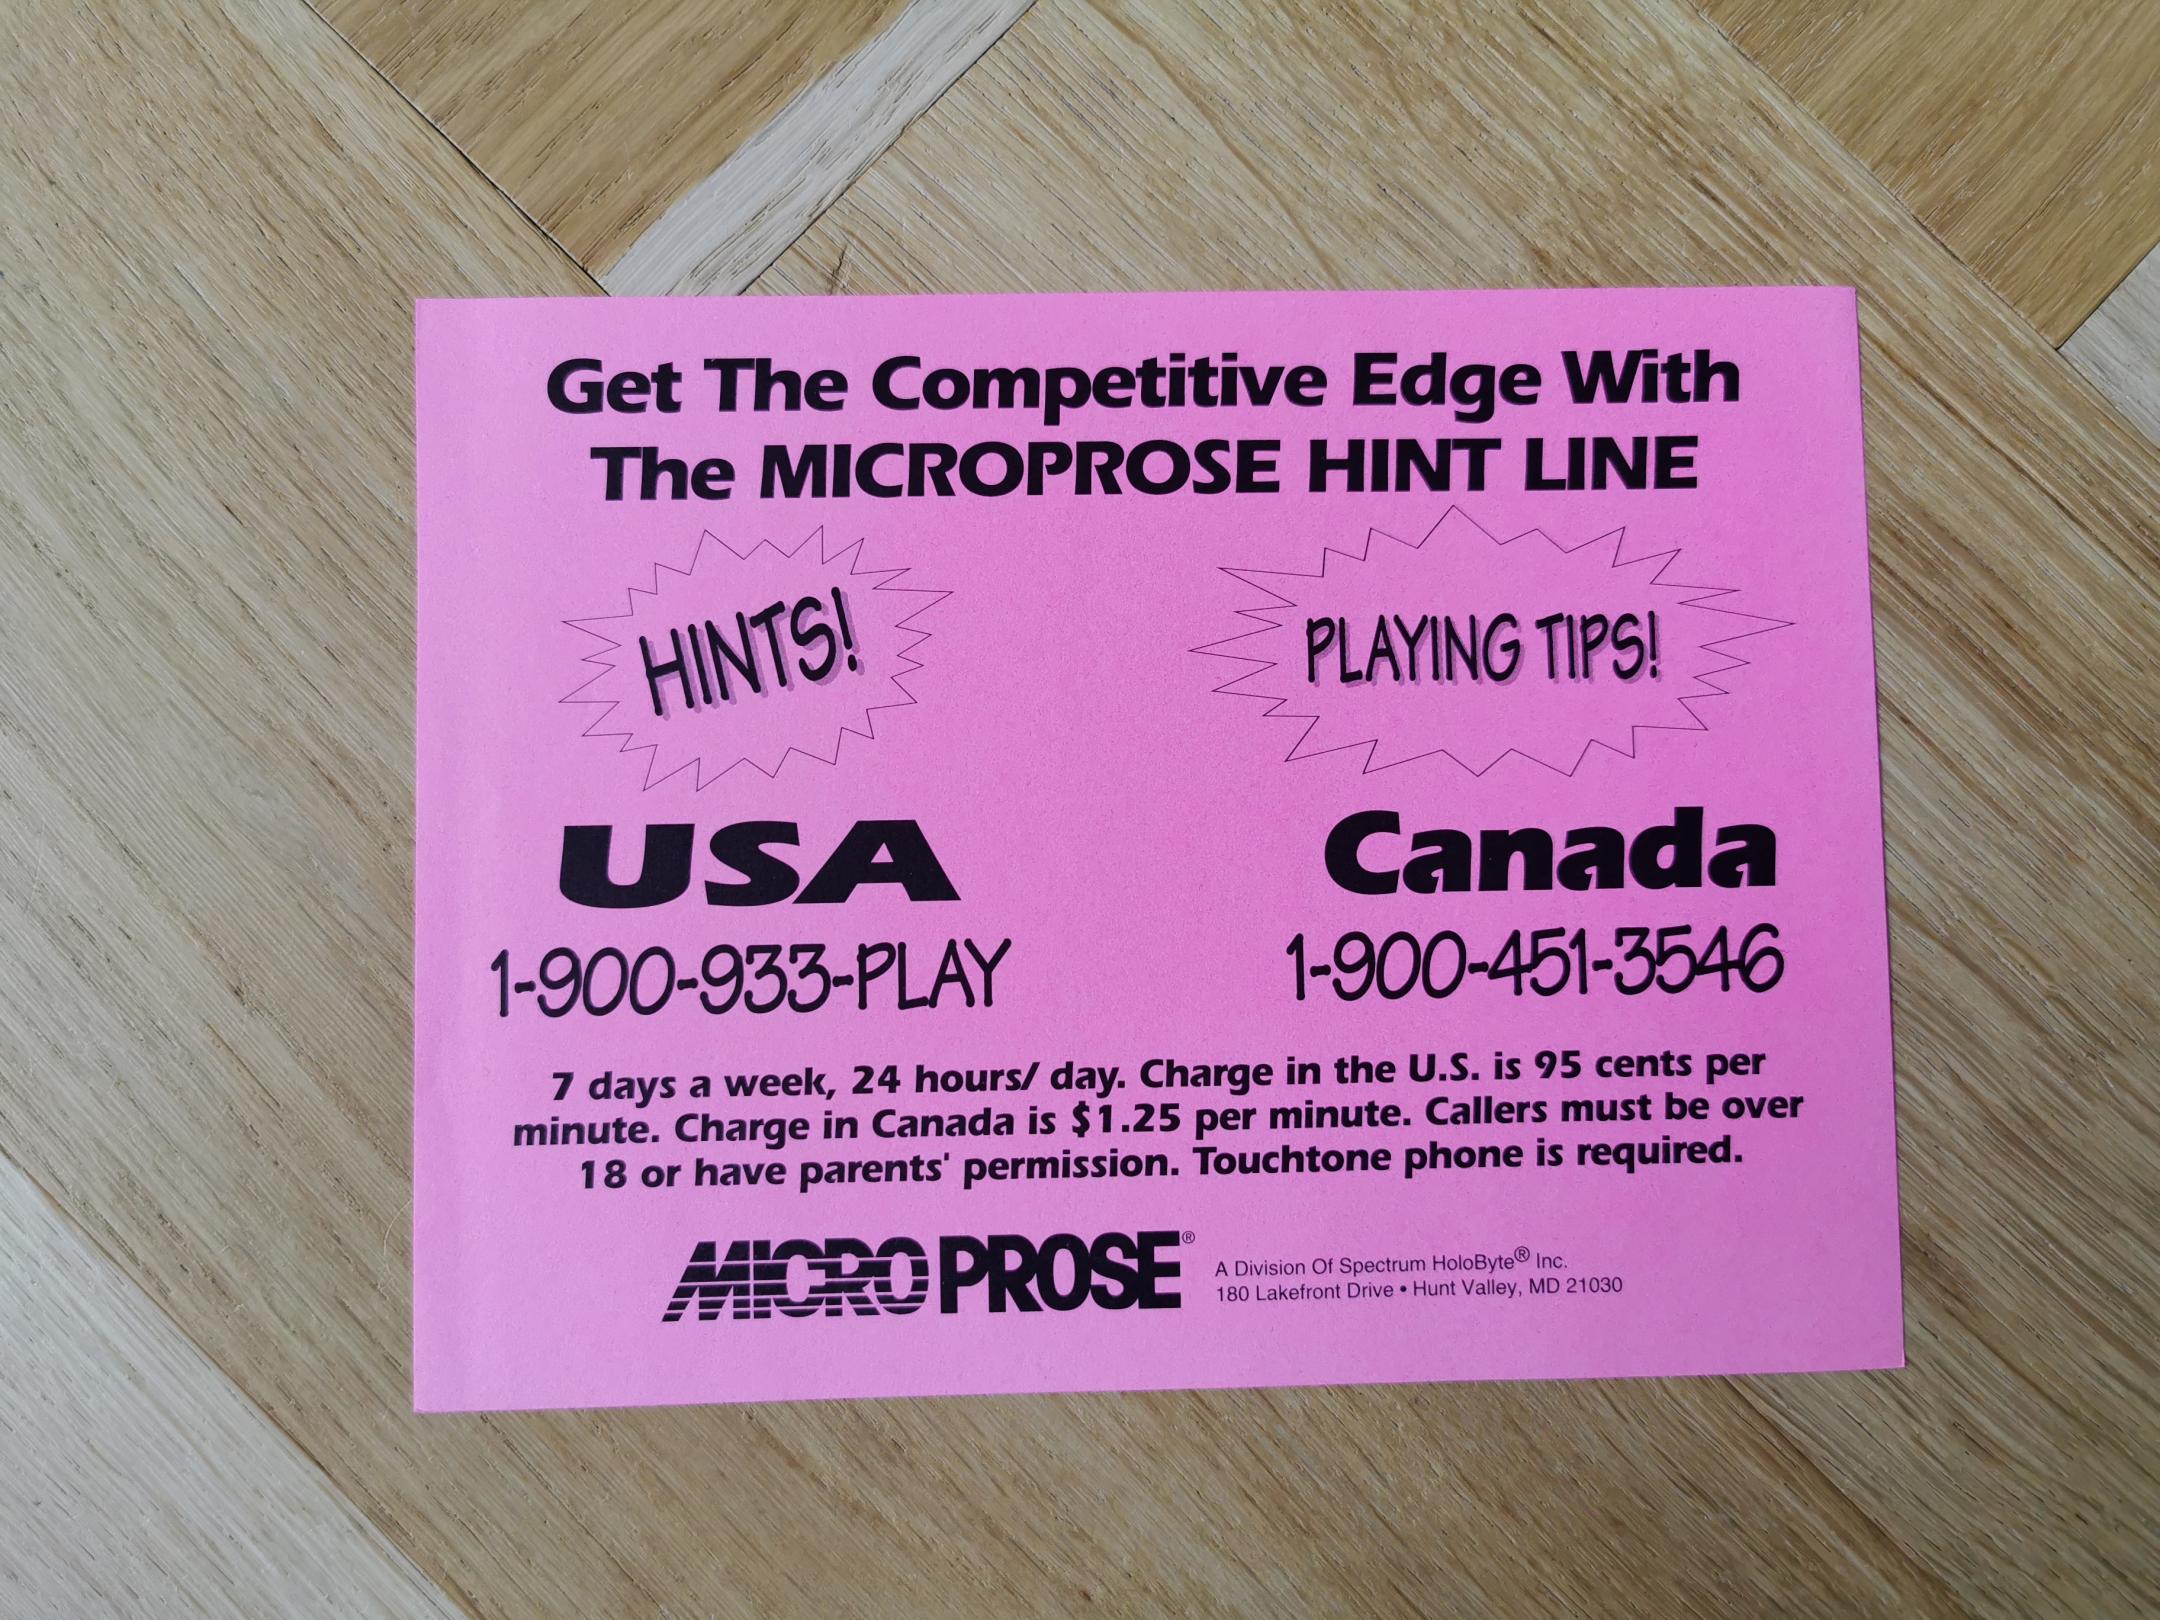 Get The Competitive Edge With
The MICROPROSE HINT LINE
HINTS!
PLAYING TIPS!
USA
Canada
1-900-933-PLAY
1-900-451-3546
7 days a week, 24 hours/ day. Charge in the U.S. is 95 cents per
minute. Charge in Canada is $1.25 per minute. Callers must be over
18 or have parents' permission. Touchtone phone is required.
MICRO PROSE®
A Division Of Spectrum HoloByte® Inc.
180 Lakefront Drive • Hunt Valley, MD 21030